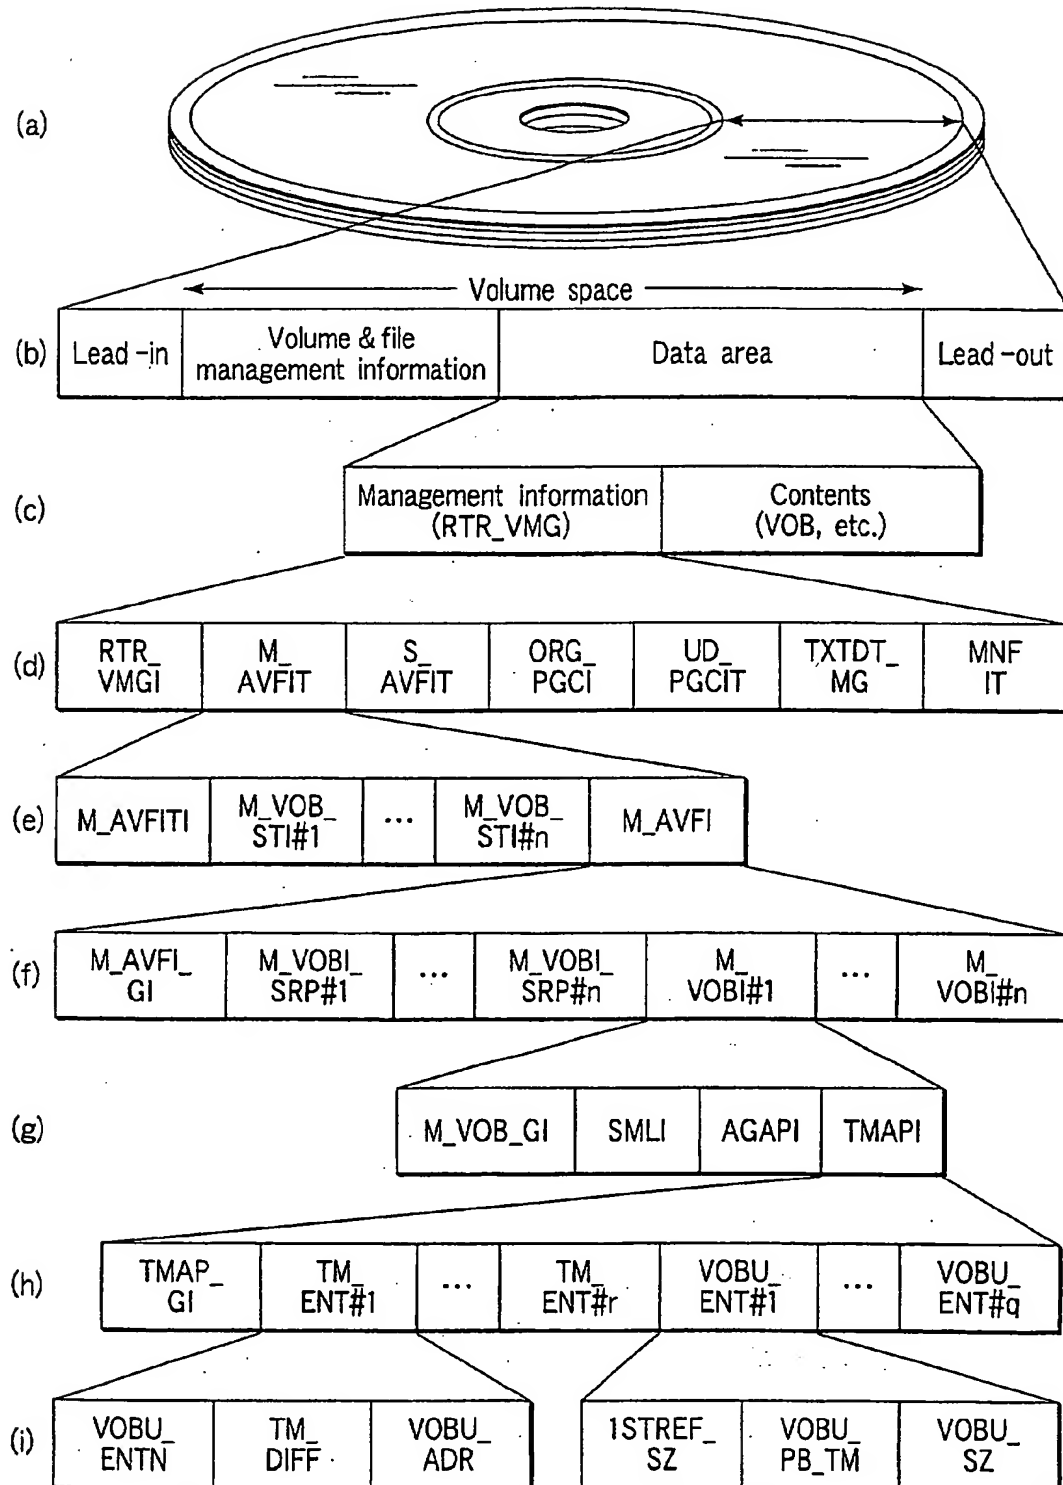 (a)
Volume space
(b)
Lead-in
Volume & file
management information
Data area
Lead-out
(c)
Management information
(RTR_VMG)
Contents
(VOB, etc.)
(d)
RTR_
VMGI
M_
AVFIT
S_
AVFIT
ORG_
PGCI
UD_
PGCIT
TXTDT_
MG
MNF
IT
(e)
M_AVFITI
M_VOB_
STI#1
...
M_VOB_
STI#n
M_AVFI
(f)
M_AVFI_
GI
M_VOBI_
SRP#1
...
M_VOBI_
SRP#n
M_
VOBI#1
...
M_
VOBI#n
(g)
M_VOB_GI
SMLI
AGAPI
TMAPI
(h)
TMAP_
GI
TM_
ENT#1
...
TM_
ENT#r
VOBU_
ENT#1
...
VOBU_
ENT#q
(i)
VOBU_
ENTN
TM_
DIFF
VOBU_
ADR
1STREF_
SZ
VOBU_
PB_TM
VOBU_
SZ